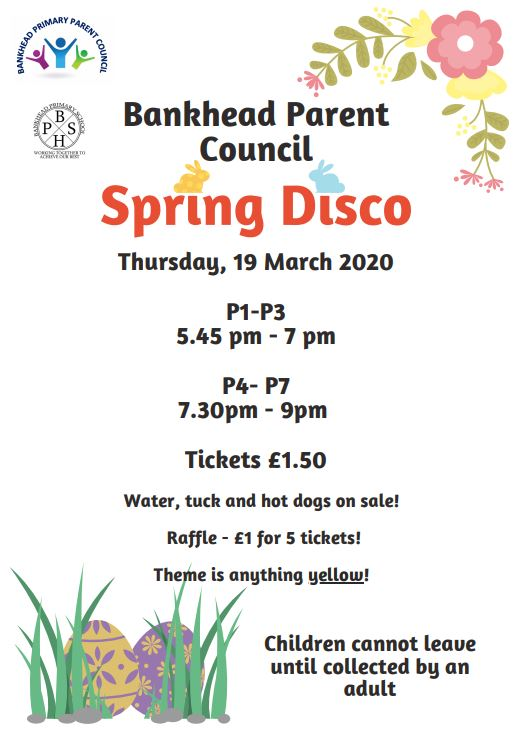 BANKHEAD PRIMARY PARENT COUNCIL
BANKHEAD PRIMARY SCHOOL
B
P S
H
WORKING TOGETHER TO
ACHIEVE OUR BEST
Bankhead Parent
Council
Spring Disco
Thursday, 19 March 2020
P1-P3
5.45 pm - 7 pm
P4- P7
7.30pm - 9pm
Tickets £1.50
Water, tuck and hot dogs on sale!
Raffle - £1 for 5 tickets!
Theme is anything yellow!
Children cannot leave
until collected by an
adult